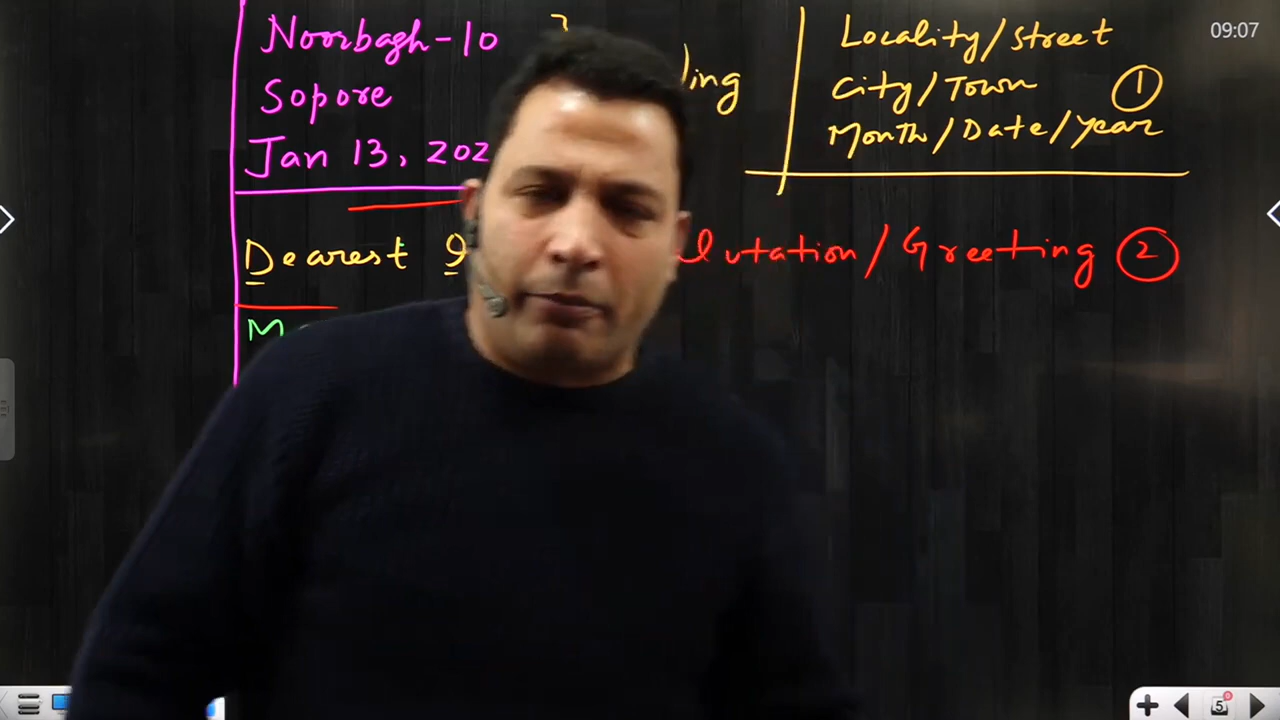 09:07
Noorbagh-10
Sopore
Jan 13, 202
Locality/street
City/Town
①
Month/Date/year
Dearest
lutation/Greeting ②
5